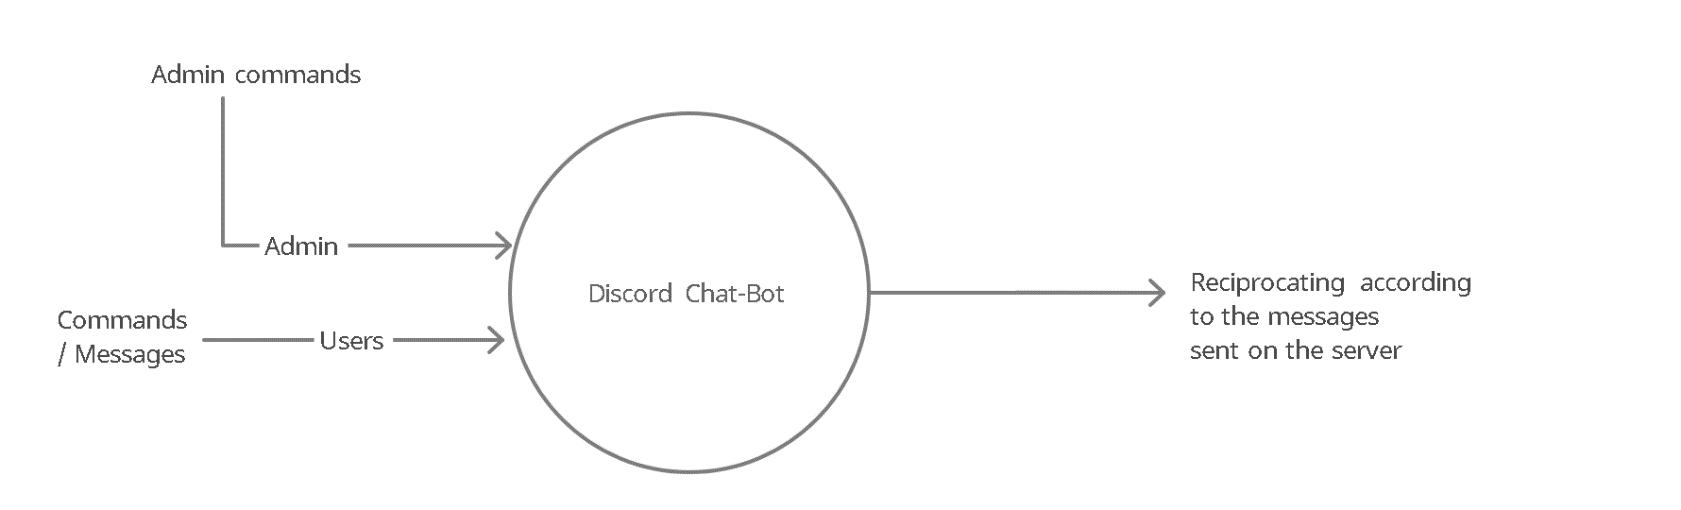 Admin commands
Admin
Commands
/ Messages
Users
Discord Chat-Bot
Reciprocating according
to the messages
sent on the server